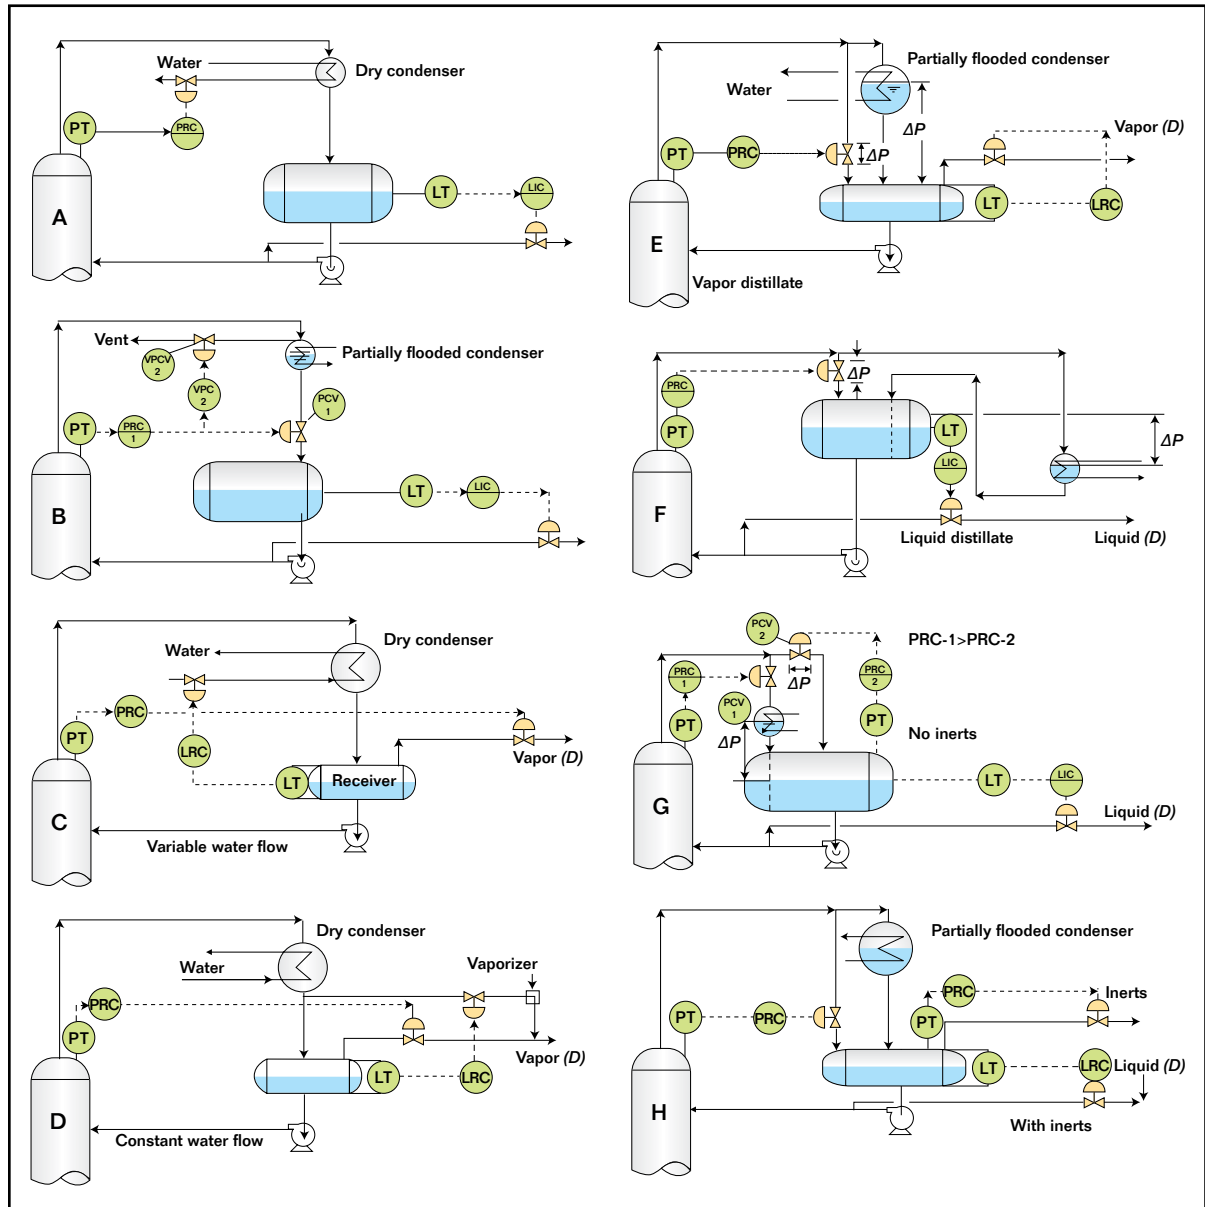 Water
Dry condenser
PT
PRC
LT
LIC
A
Vent
VPCV
2
Partially flooded condenser
VPC
2
PCV
1
PT
PRC
1
LT
LIC
B
Dry condenser
Water
PRC
PT
LRC
Vapor (D)
LT
Receiver
C
Variable water flow
Dry condenser
Water
Vaporizer
PRC
PT
Vapor (D)
LT
LRC
D
Constant water flow
Partially flooded condenser
Water
ΔP
Vapor (D)
PT
PRC
ΔP
LT
LRC
E
Vapor distillate
ΔP
PRC
PT
LT
ΔP
LIC
F
Liquid distillate
Liquid (D)
PCV
2
PRC-1>PRC-2
PRC
1
ΔP
PRC
2
PCV
1
PT
PT
No inerts
ΔP
LT
LIC
G
Liquid (D)
Partially flooded condenser
PRC
Inerts
PT
PRC
PT
LT
LRC
Liquid (D)
H
With inerts